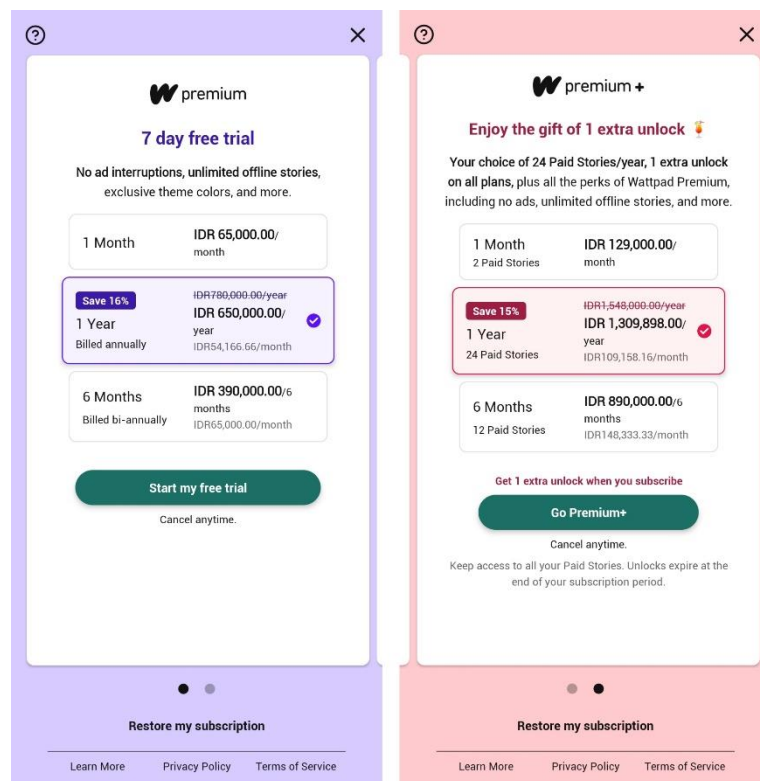 premium
7 day free trial
No ad interruptions, unlimited offline stories,
exclusive theme colors, and more.
1 Month
IDR 65,000.00/
month
Save 16%
1 Year
Billed annually
IDR780,000.00/year
IDR 650,000.00/
year
IDR54,166.66/month
6 Months
Billed bi-annually
IDR 390,000.00/6
months
IDR65,000.00/month
Start my free trial
Cancel anytime.
Restore my subscription
Learn More
Privacy Policy
Terms of Service
premium +
Enjoy the gift of 1 extra unlock 🍹
Your choice of 24 Paid Stories/year, 1 extra unlock
on all plans, plus all the perks of Wattpad Premium,
including no ads, unlimited offline stories, and more.
1 Month
2 Paid Stories
IDR 129,000.00/
month
Save 15%
1 Year
24 Paid Stories
IDR1,548,000.00/year
IDR 1,309,898.00/
year
IDR109,158.16/month
6 Months
12 Paid Stories
IDR 890,000.00/6
months
IDR148,333.33/month
Get 1 extra unlock when you subscribe
Go Premium+
Cancel anytime.
Keep access to all your Paid Stories. Unlocks expire at the
end of your subscription period.
Restore my subscription
Learn More
Privacy Policy
Terms of Service